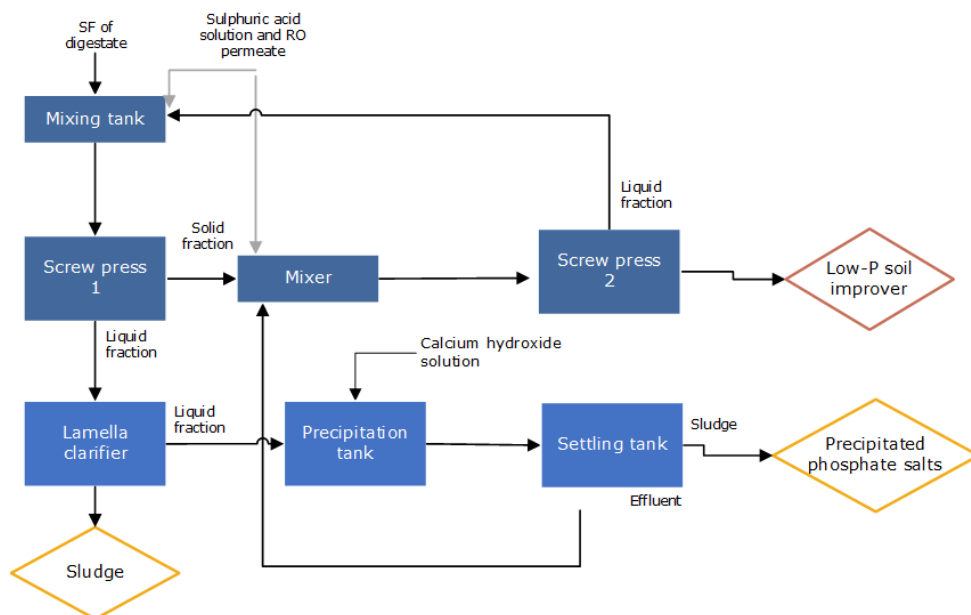 SF of
digestate
Sulphuric acid
solution and RO
permeate
Mixing tank
Liquid
fraction
Solid
fraction
Screw press
1
Mixer
Screw press
2
Low-P soil
improver
Liquid
fraction
Calcium hydroxide
solution
Lamella
clarifier
Liquid
fraction
Precipitation
tank
Settling tank
Sludge
Precipitated
phosphate salts
Effluent
Sludge